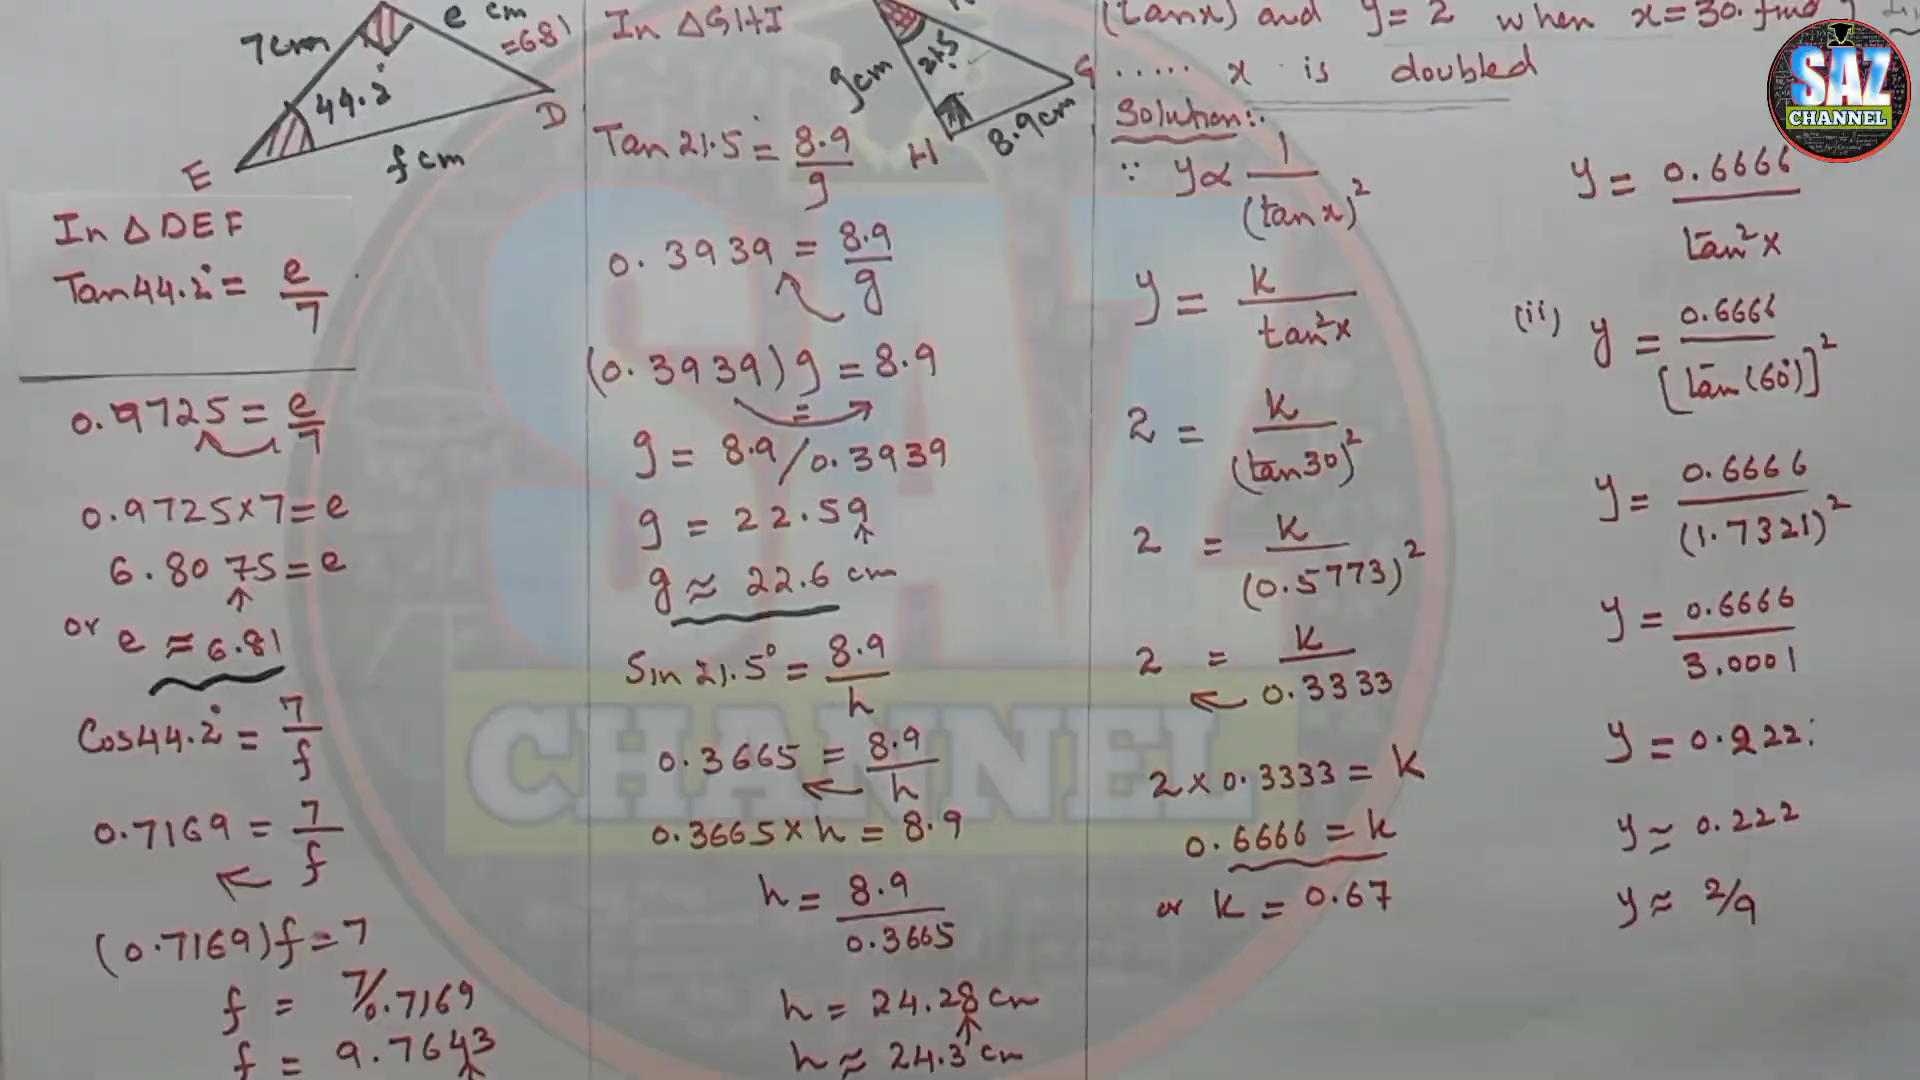 7cm
e cm
=6.81
44.2°
D
E
f cm
In △DEF
Tan44.2° = e/7
0.9725 = e/7
0.9725×7=e
6.8075=e
or e ≈ 6.81
Cos44.2° = 7/f
0.7169 = 7/f
(0.7169)f=7
f = 7/0.7169
f = 9.7643
In △GHI
21.5°
gcm
G
H
8.9cm
Tan 21.5° = 8.9/g
0.3939 = 8.9/g
(0.3939)g = 8.9
g = 8.9/0.3939
g = 22.59
g ≈ 22.6 cm
Sin 21.5° = 8.9/h
0.3665 = 8.9/h
0.3665×h = 8.9
h = 8.9/0.3665
h = 24.28cm
h ≈ 24.3cm
(tanx) and y=2 when x=30. find y
..... x is doubled
Solution:.
∵ y∝ 1/(tan x)²
y = k/tan²x
2 = k/(tan30)²
2 = k/(0.5773)²
2 = k/0.3333
2×0.3333=k
0.6666=k
or k = 0.67
y = 0.6666/tan²x
(ii) y = 0.6666/[tan(60°)]²
y = 0.6666/(1.7321)²
y = 0.6666/3.0001
y = 0.222:
y ≈ 0.222
y ≈ 2/9
SAZ
CHANNEL
SAZ
CHANNEL